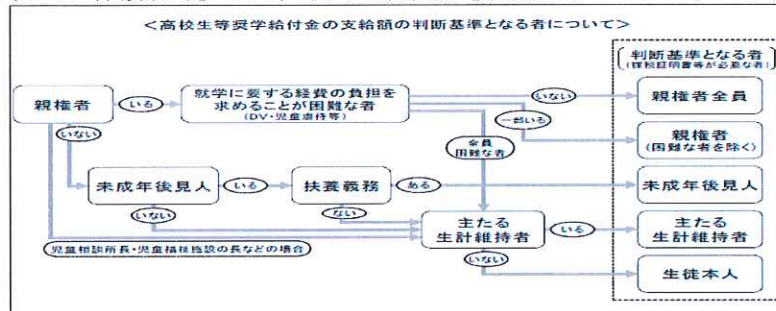 <高校生等奨学給付金の支給額の判断基準となる者について>
判断基準となる者
(課税証明書等が必要な者)
親権者
いる
就学に要する経費の負担を
求めることが困難な者
(DV・児童虐待等)
いない
親権者全員
一部いる
親権者
(困難な者を除く)
全員
困難な者
いない
未成年後見人
いる
扶養義務
ある
未成年後見人
いない
ない
主たる
生計維持者
いる
主たる
生計維持者
児童相談所長・児童福祉施設の長などの場合
いない
生徒本人